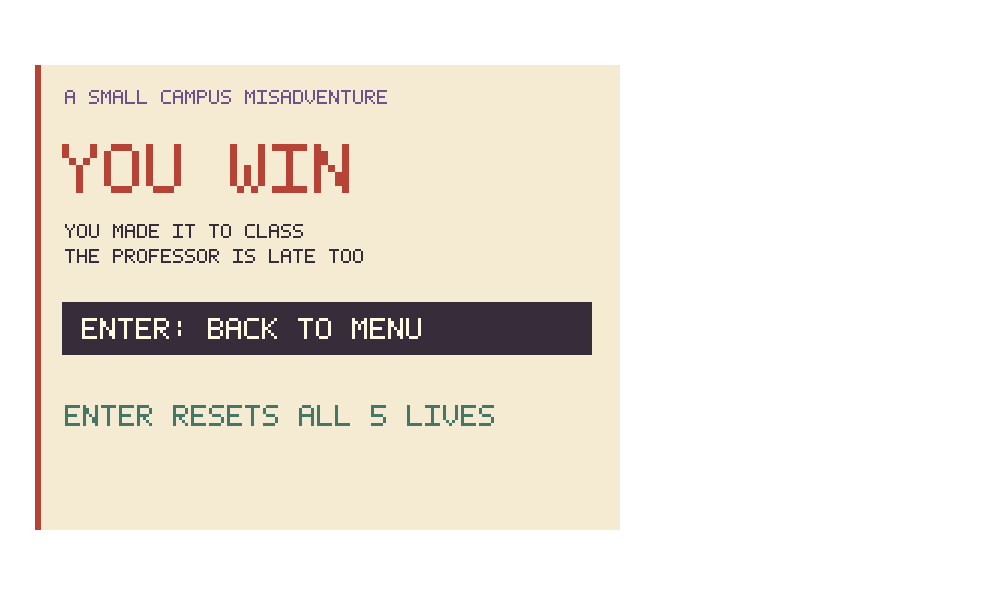 A SMALL CAMPUS MISADVENTURE
YOU WIN
YOU MADE IT TO CLASS
THE PROFESSOR IS LATE TOO
ENTER: BACK TO MENU
ENTER RESETS ALL 5 LIVES